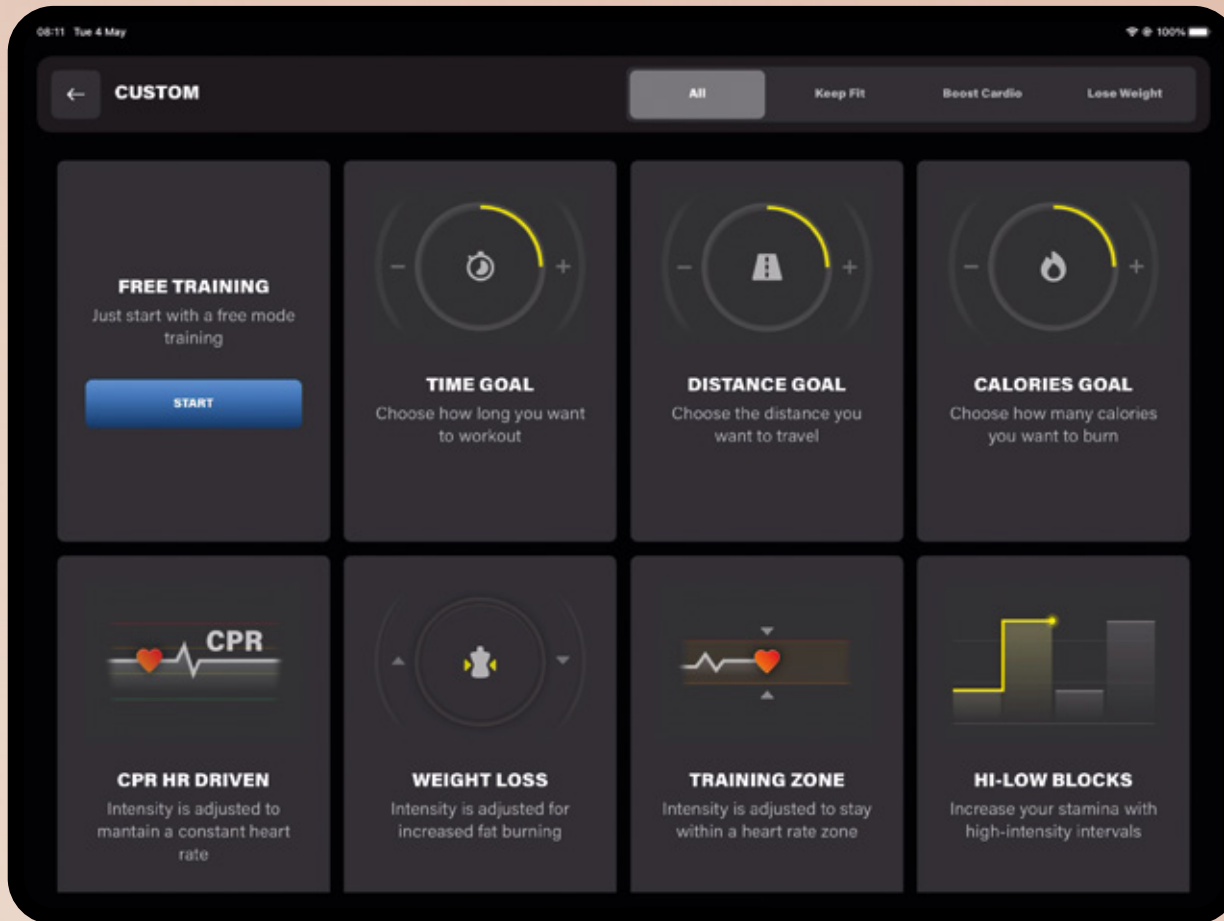 08:11 Tue 4 May
100%
CUSTOM
All
Keep Fit
Boost Cardio
Lose Weight
FREE TRAINING
Just start with a free mode
training
START
TIME GOAL
Choose how long you want
to workout
DISTANCE GOAL
Choose the distance you
want to travel
CALORIES GOAL
Choose how many calories
you want to burn
CPR
CPR HR DRIVEN
Intensity is adjusted to
mantain a constant heart
rate
WEIGHT LOSS
Intensity is adjusted for
increased fat burning
TRAINING ZONE
Intensity is adjusted to stay
within a heart rate zone
HI-LOW BLOCKS
Increase your stamina with
high-intensity intervals